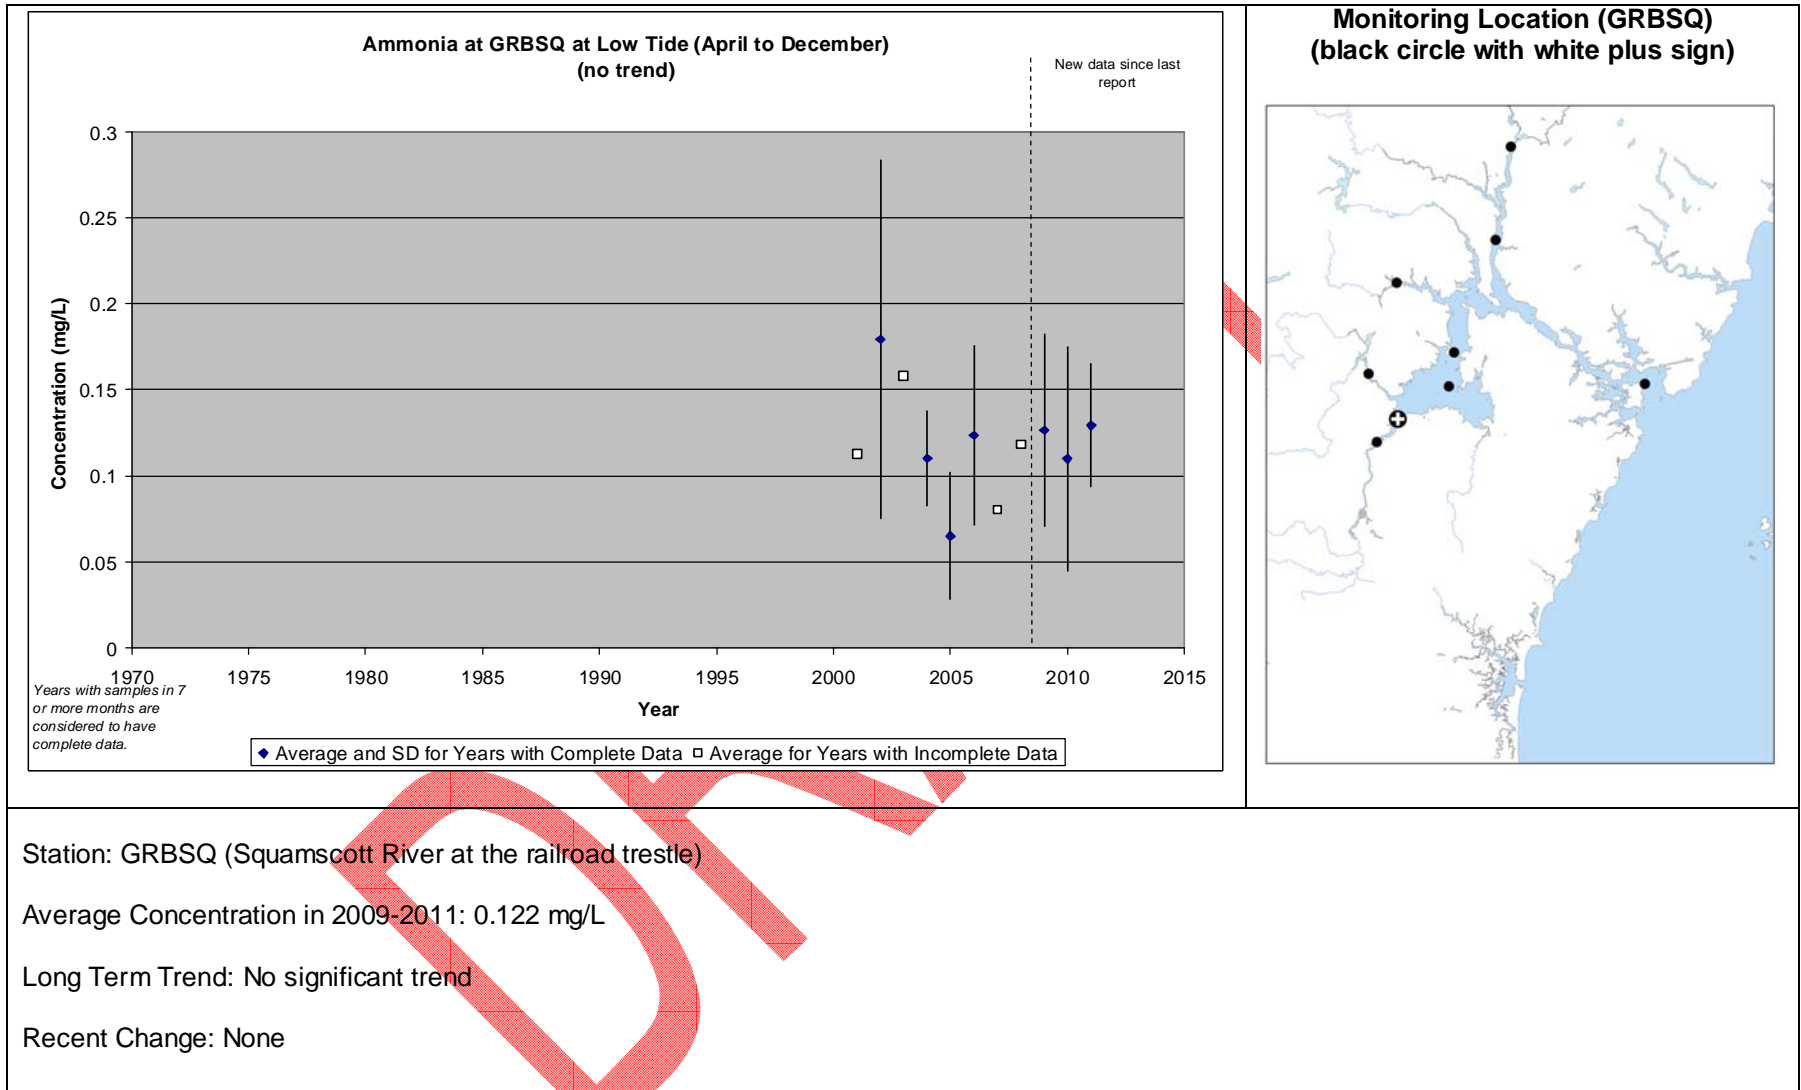 Ammonia at GRBSQ at Low Tide (April to December)
(no trend)
New data since last
report
0.3
0.25
0.2
0.15
0.1
0.05
0
Concentration (mg/L)
1970 1975 1980 1985 1990 1995 2000 2005 2010 2015
Year
Years with samples in 7
or more months are
considered to have
complete data.
Average and SD for Years with Complete Data Average for Years with Incomplete Data
Monitoring Location (GRBSQ)
(black circle with white plus sign)
Station: GRBSQ (Squamscott River at the railroad trestle)
Average Concentration in 2009-2011: 0.122 mg/L
Long Term Trend: No significant trend
Recent Change: None